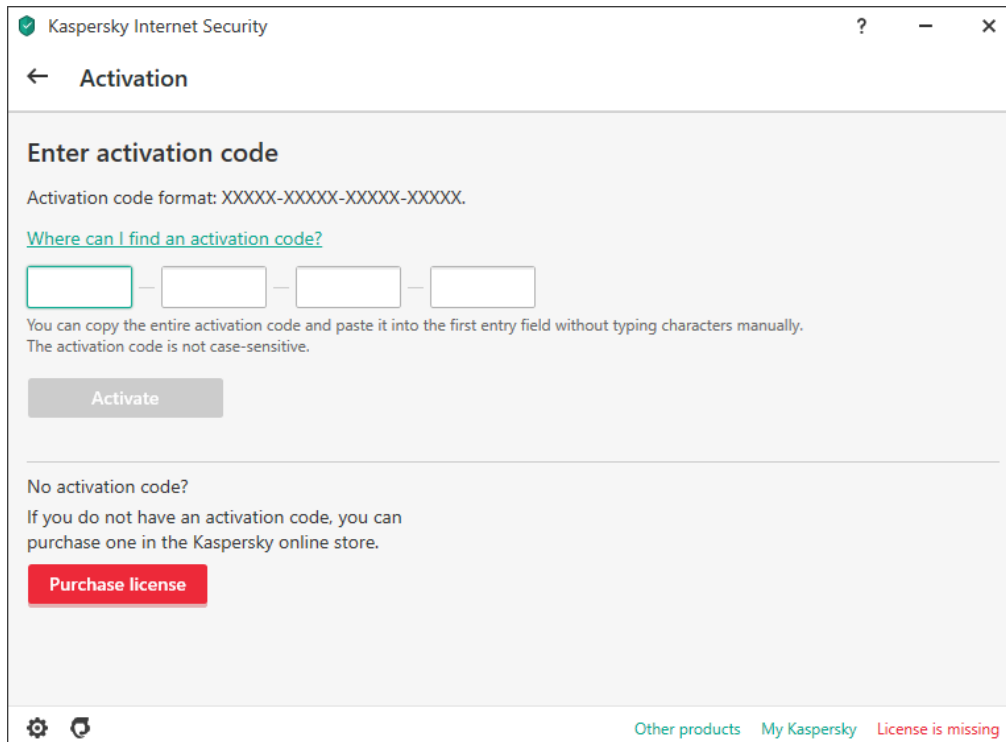 Kaspersky Internet Security
Activation
Enter activation code
Activation code format: XXXXX-XXXXX-XXXXX-XXXXX.
Where can I find an activation code?
You can copy the entire activation code and paste it into the first entry field without typing characters manually.
The activation code is not case-sensitive.
Activate
No activation code?
If you do not have an activation code, you can
purchase one in the Kaspersky online store.
Purchase license
Other products My Kaspersky License is missing